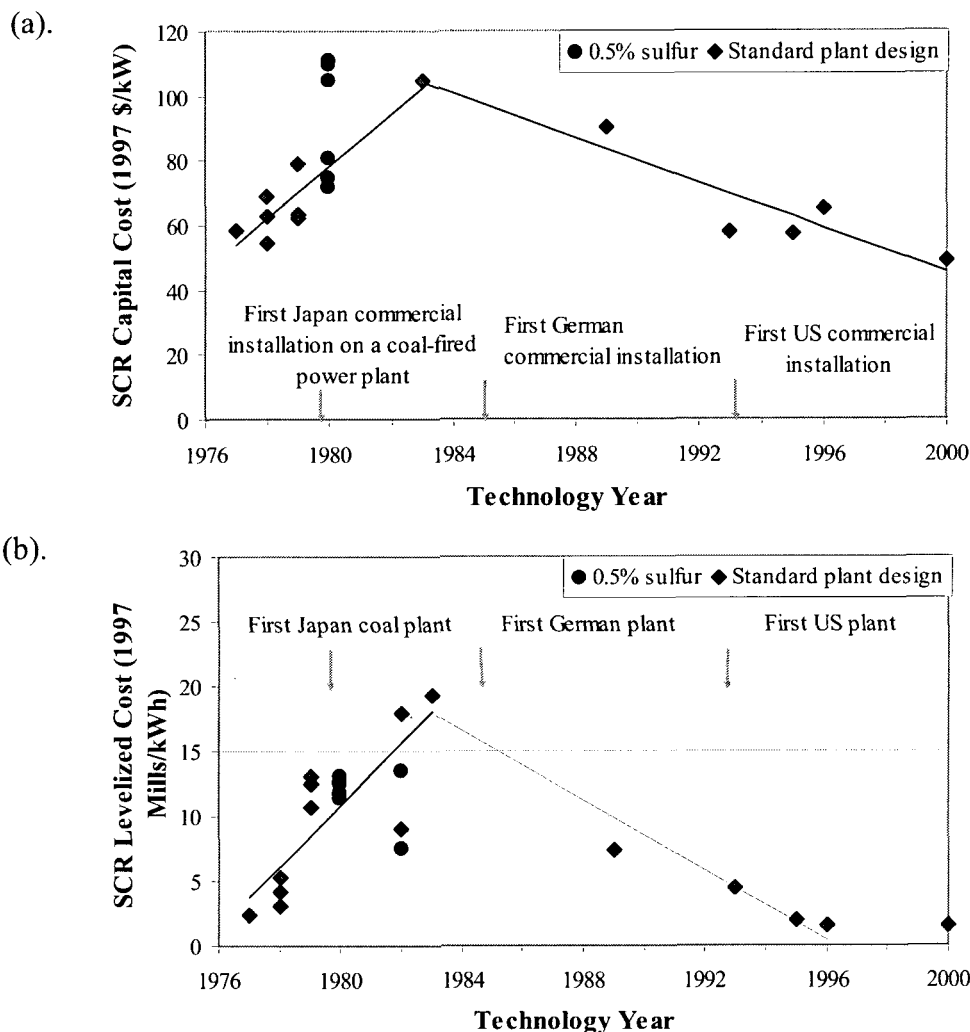 (a).
120
100
80
60
40
20
0
SCR Capital Cost (1997 $/kW)
● 0.5% sulfur ◆ Standard plant design
First Japan commercial
installation on a coal-fired
power plant
First German
commercial installation
First US commercial
installation
1976 1980 1984 1988 1992 1996 2000
Technology Year
(b).
30
25
20
15
10
5
0
SCR Levelized Cost (1997
Mills/kWh)
● 0.5% sulfur ◆ Standard plant design
First Japan coal plant
First German plant
First US plant
1976 1980 1984 1988 1992 1996 2000
Technology Year